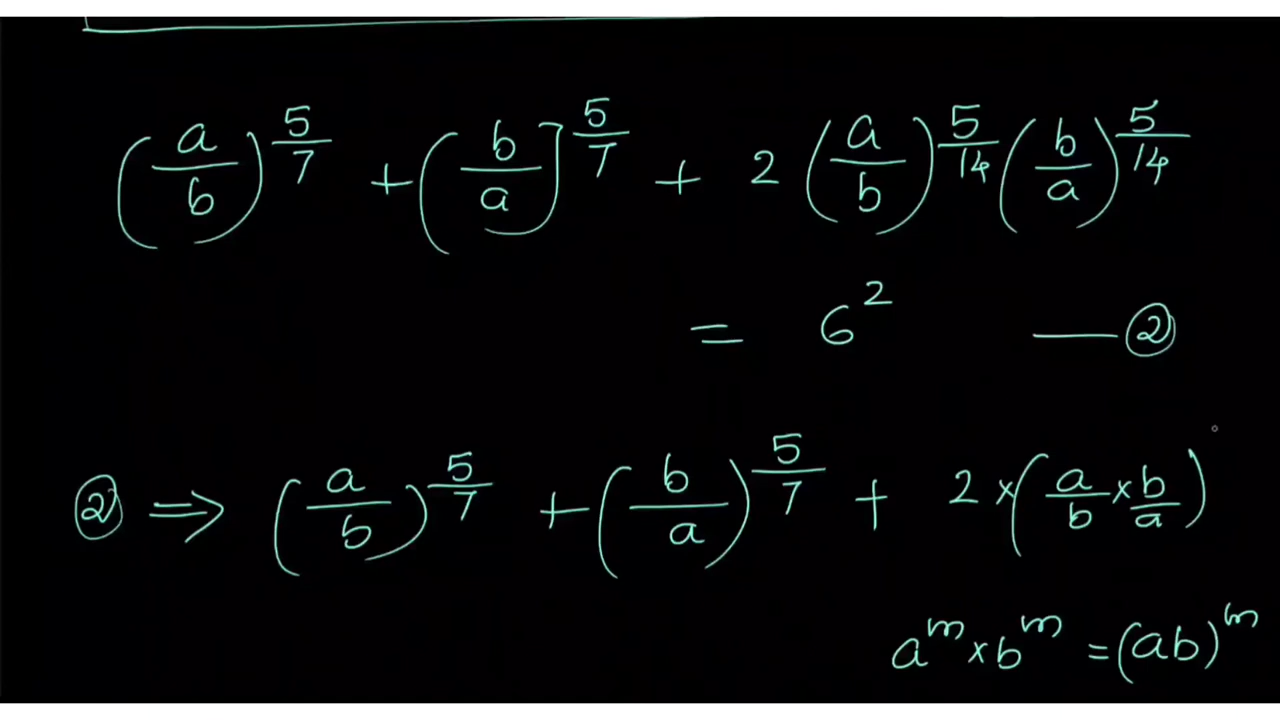 (a/b)^(5/7) + (b/a]^(5/7) + 2 (a/b)^(5/14) (b/a)^(5/14)
= 6^2 —②
② ⇒ (a/b)^(5/7) + (b/a)^(5/7) + 2 × (a/b × b/a)
a^m × b^m = (ab)^m